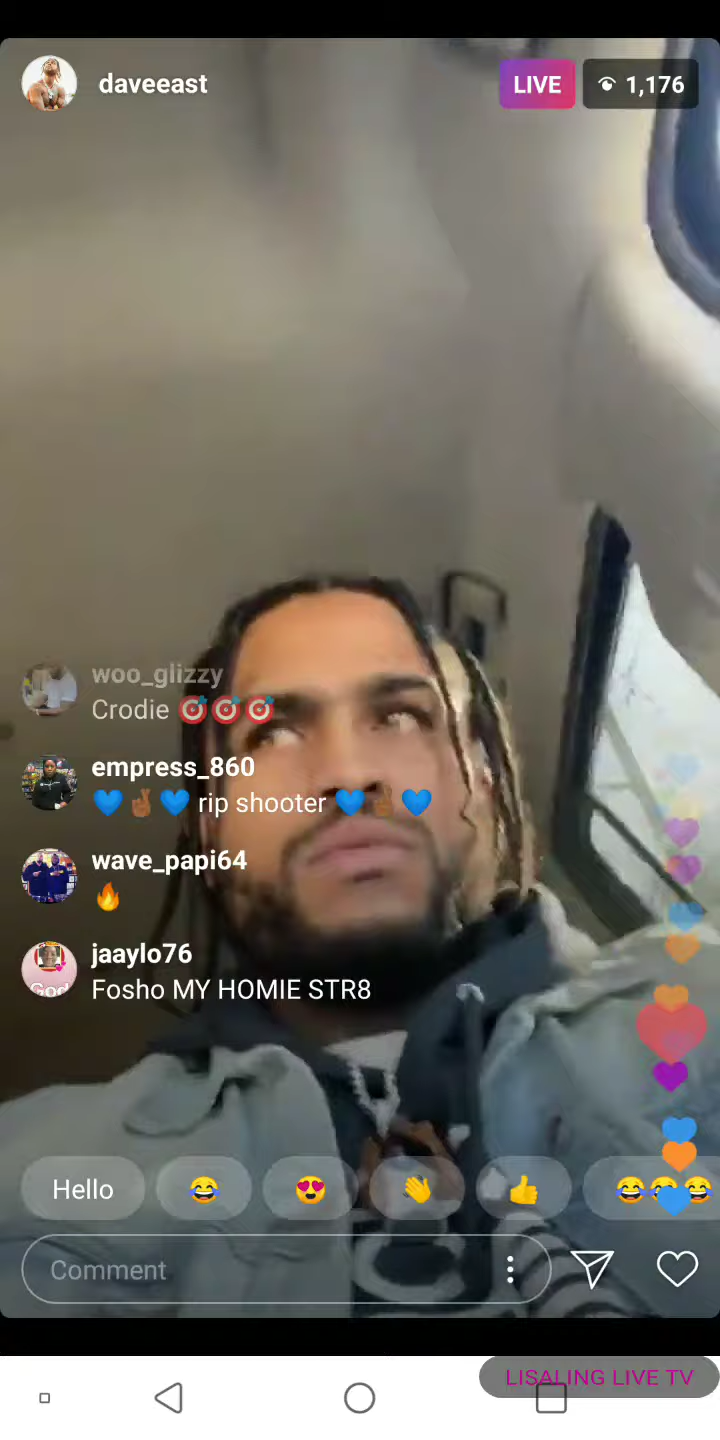 daveeast
LIVE
1,176
woo_glizzy
Crodie 🎯🎯🎯
empress_860
💙🤞🏾💙 rip shooter 💙🤞🏾💙
wave_papi64
🔥
jaaylo76
Fosho MY HOMIE STR8
God
Hello 😂 😍 👏 👍 😂😂😂
Comment
LISALING LIVE TV